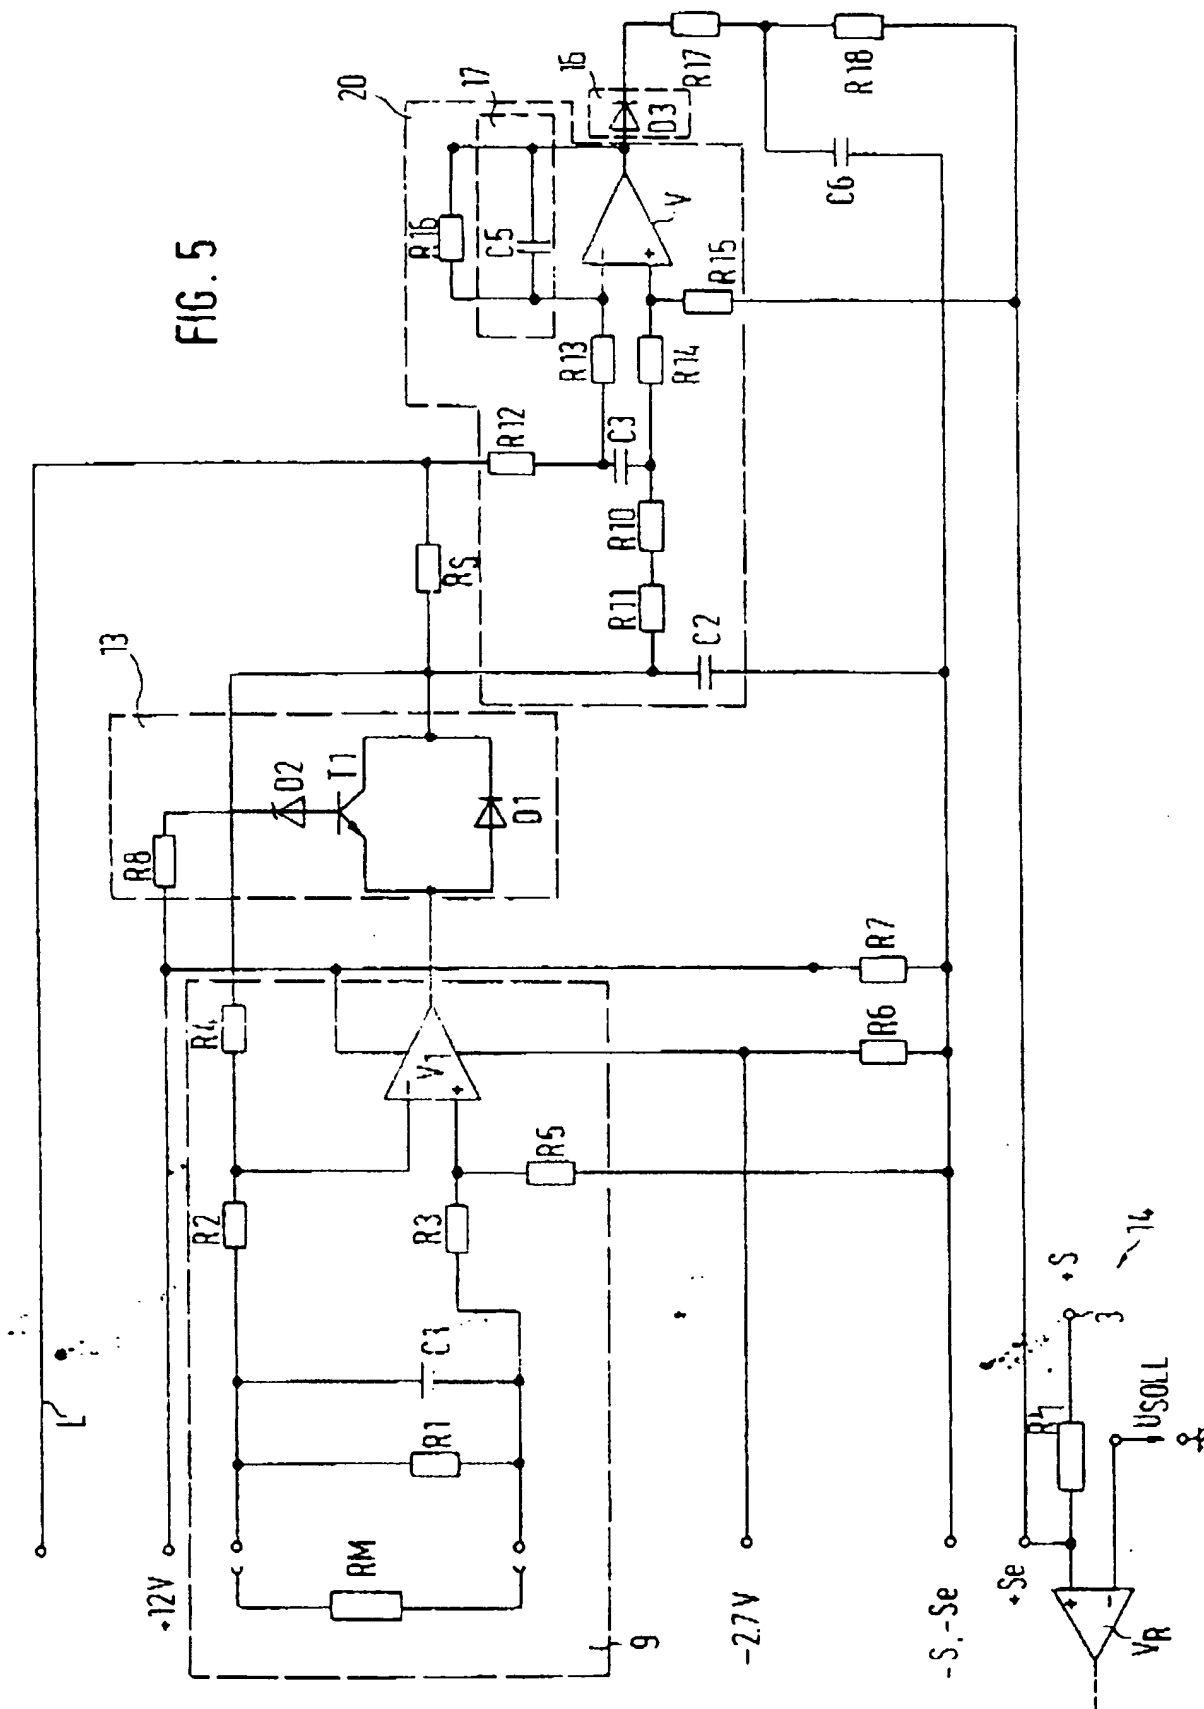 FIG. 5
L
+12V
RM
9
-2.7 V
-S, -Se
+Se
VR
R1
C1
R2
R3
R4
V1
-
+
R5
R6
R7
R8
13
D2
T1
D1
RS
R12
20
17
R16
C5
16
D3
R17
R18
C6
V
-
+
R13
R14
R15
C3
R10
R11
C2
+S
3
14
USOLL
+
-